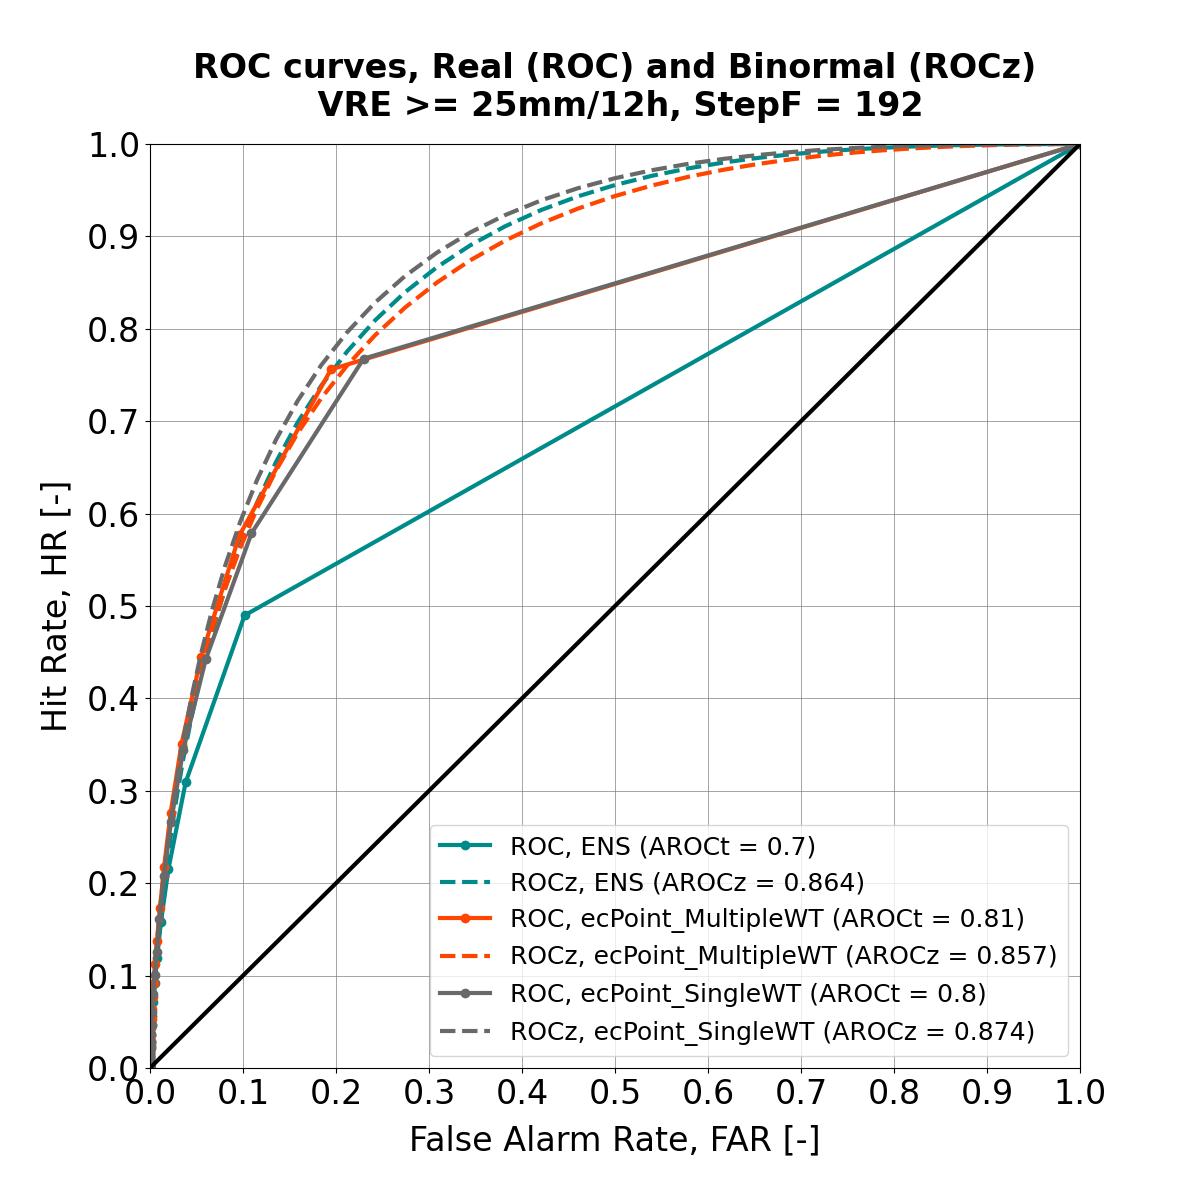 ROC curves, Real (ROC) and Binormal (ROCz)
VRE >= 25mm/12h, StepF = 192
1.0
0.9
0.8
0.7
0.6
0.5
0.4
0.3
0.2
0.1
0.0
Hit Rate, HR [-]
ROC, ENS (AROCt = 0.7)
ROCz, ENS (AROCz = 0.864)
ROC, ecPoint_MultipleWT (AROCt = 0.81)
ROCz, ecPoint_MultipleWT (AROCz = 0.857)
ROC, ecPoint_SingleWT (AROCt = 0.8)
ROCz, ecPoint_SingleWT (AROCz = 0.874)
0.0 0.1 0.2 0.3 0.4 0.5 0.6 0.7 0.8 0.9 1.0
False Alarm Rate, FAR [-]